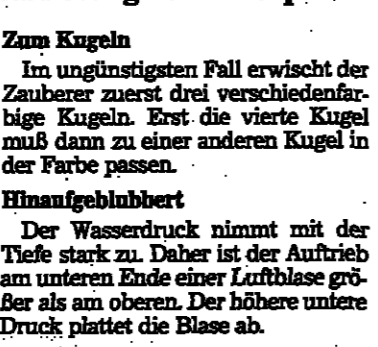 Zum Kugeln
Im ungünstigsten Fall erwischt der
Zauberer zuerst drei verschiedenfar-
bige Kugeln. Erst die vierte Kugel
muß dann zu einer anderen Kugel in
der Farbe passen.
Hinaufgeblubbert
Der Wasserdruck nimmt mit der
Tiefe stark zu. Daher ist der Auftrieb
am unteren Ende einer Luftblase grö-
ßer als am oberen. Der höhere untere
Druck plattet die Blase ab.